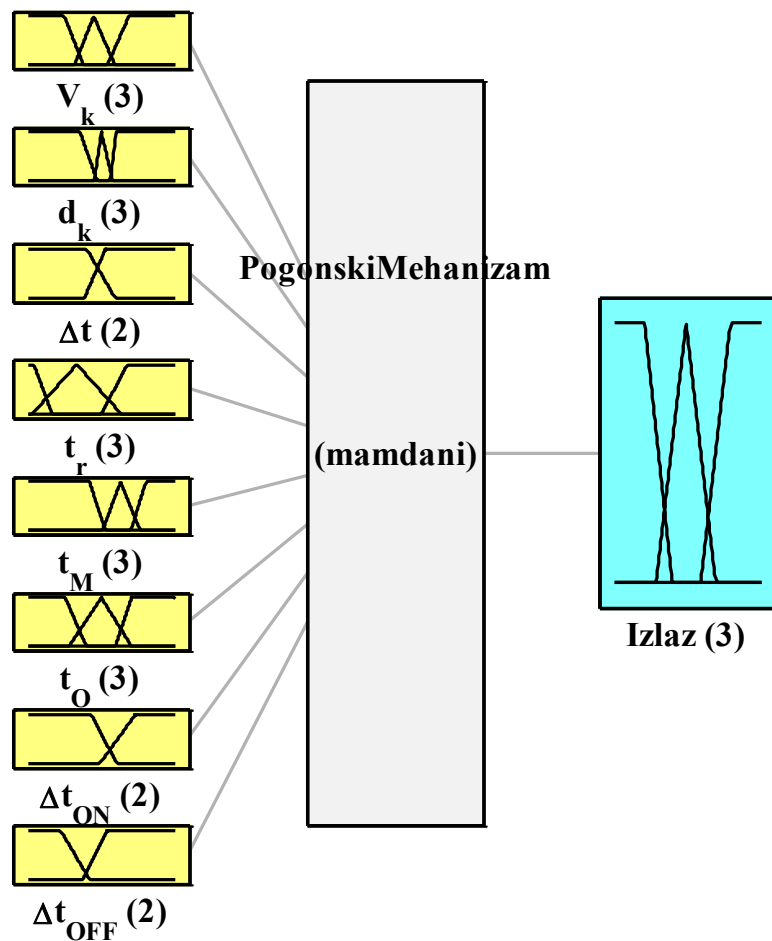 V_k (3)
d_k (3)
Δt (2)
t_r (3)
t_M (3)
t_O (3)
Δt_ON (2)
Δt_OFF (2)
PogonskiMehanizam
(mamdani)
Izlaz (3)